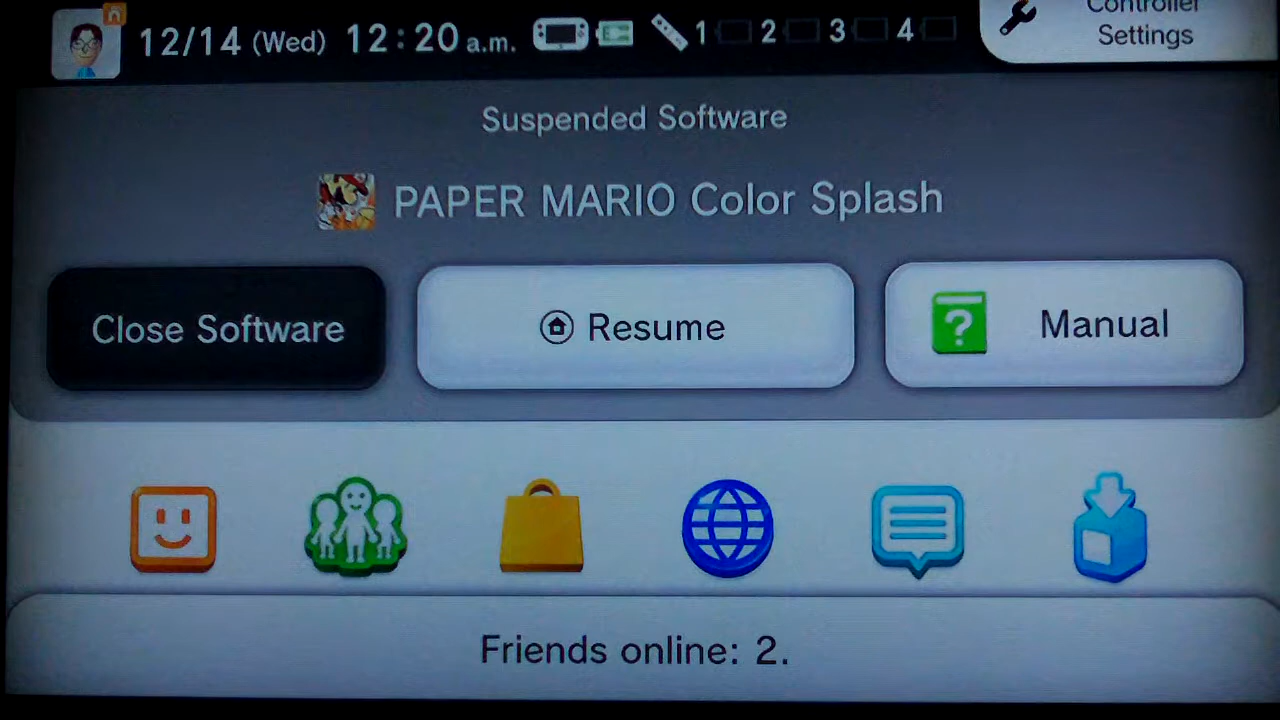 12/14 (Wed) 12:20 a.m. 1 2 3 4
Controller
Settings
Suspended Software
PAPER MARIO Color Splash
Close Software
Resume
? Manual
Friends online: 2.